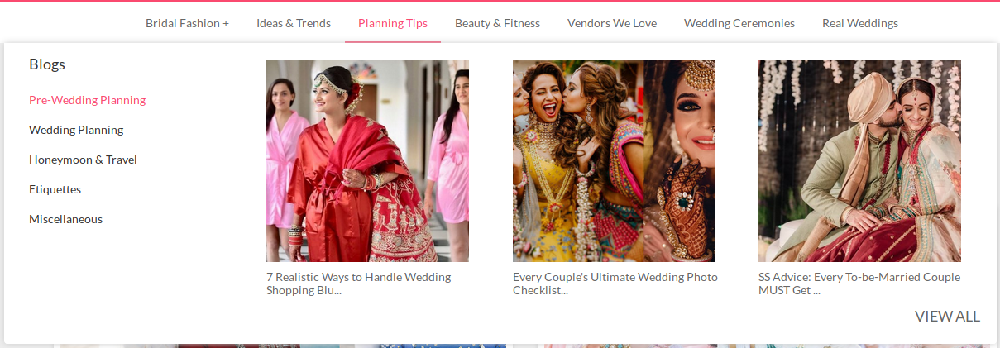 Bridal Fashion + Ideas & Trends Planning Tips Beauty & Fitness Vendors We Love Wedding Ceremonies Real Weddings
Blogs
Pre-Wedding Planning
Wedding Planning
Honeymoon & Travel
Etiquettes
Miscellaneous
7 Realistic Ways to Handle Wedding
Shopping Blu...
Every Couple's Ultimate Wedding Photo
Checklist...
SS Advice: Every To-be-Married Couple
MUST Get ...
VIEW ALL